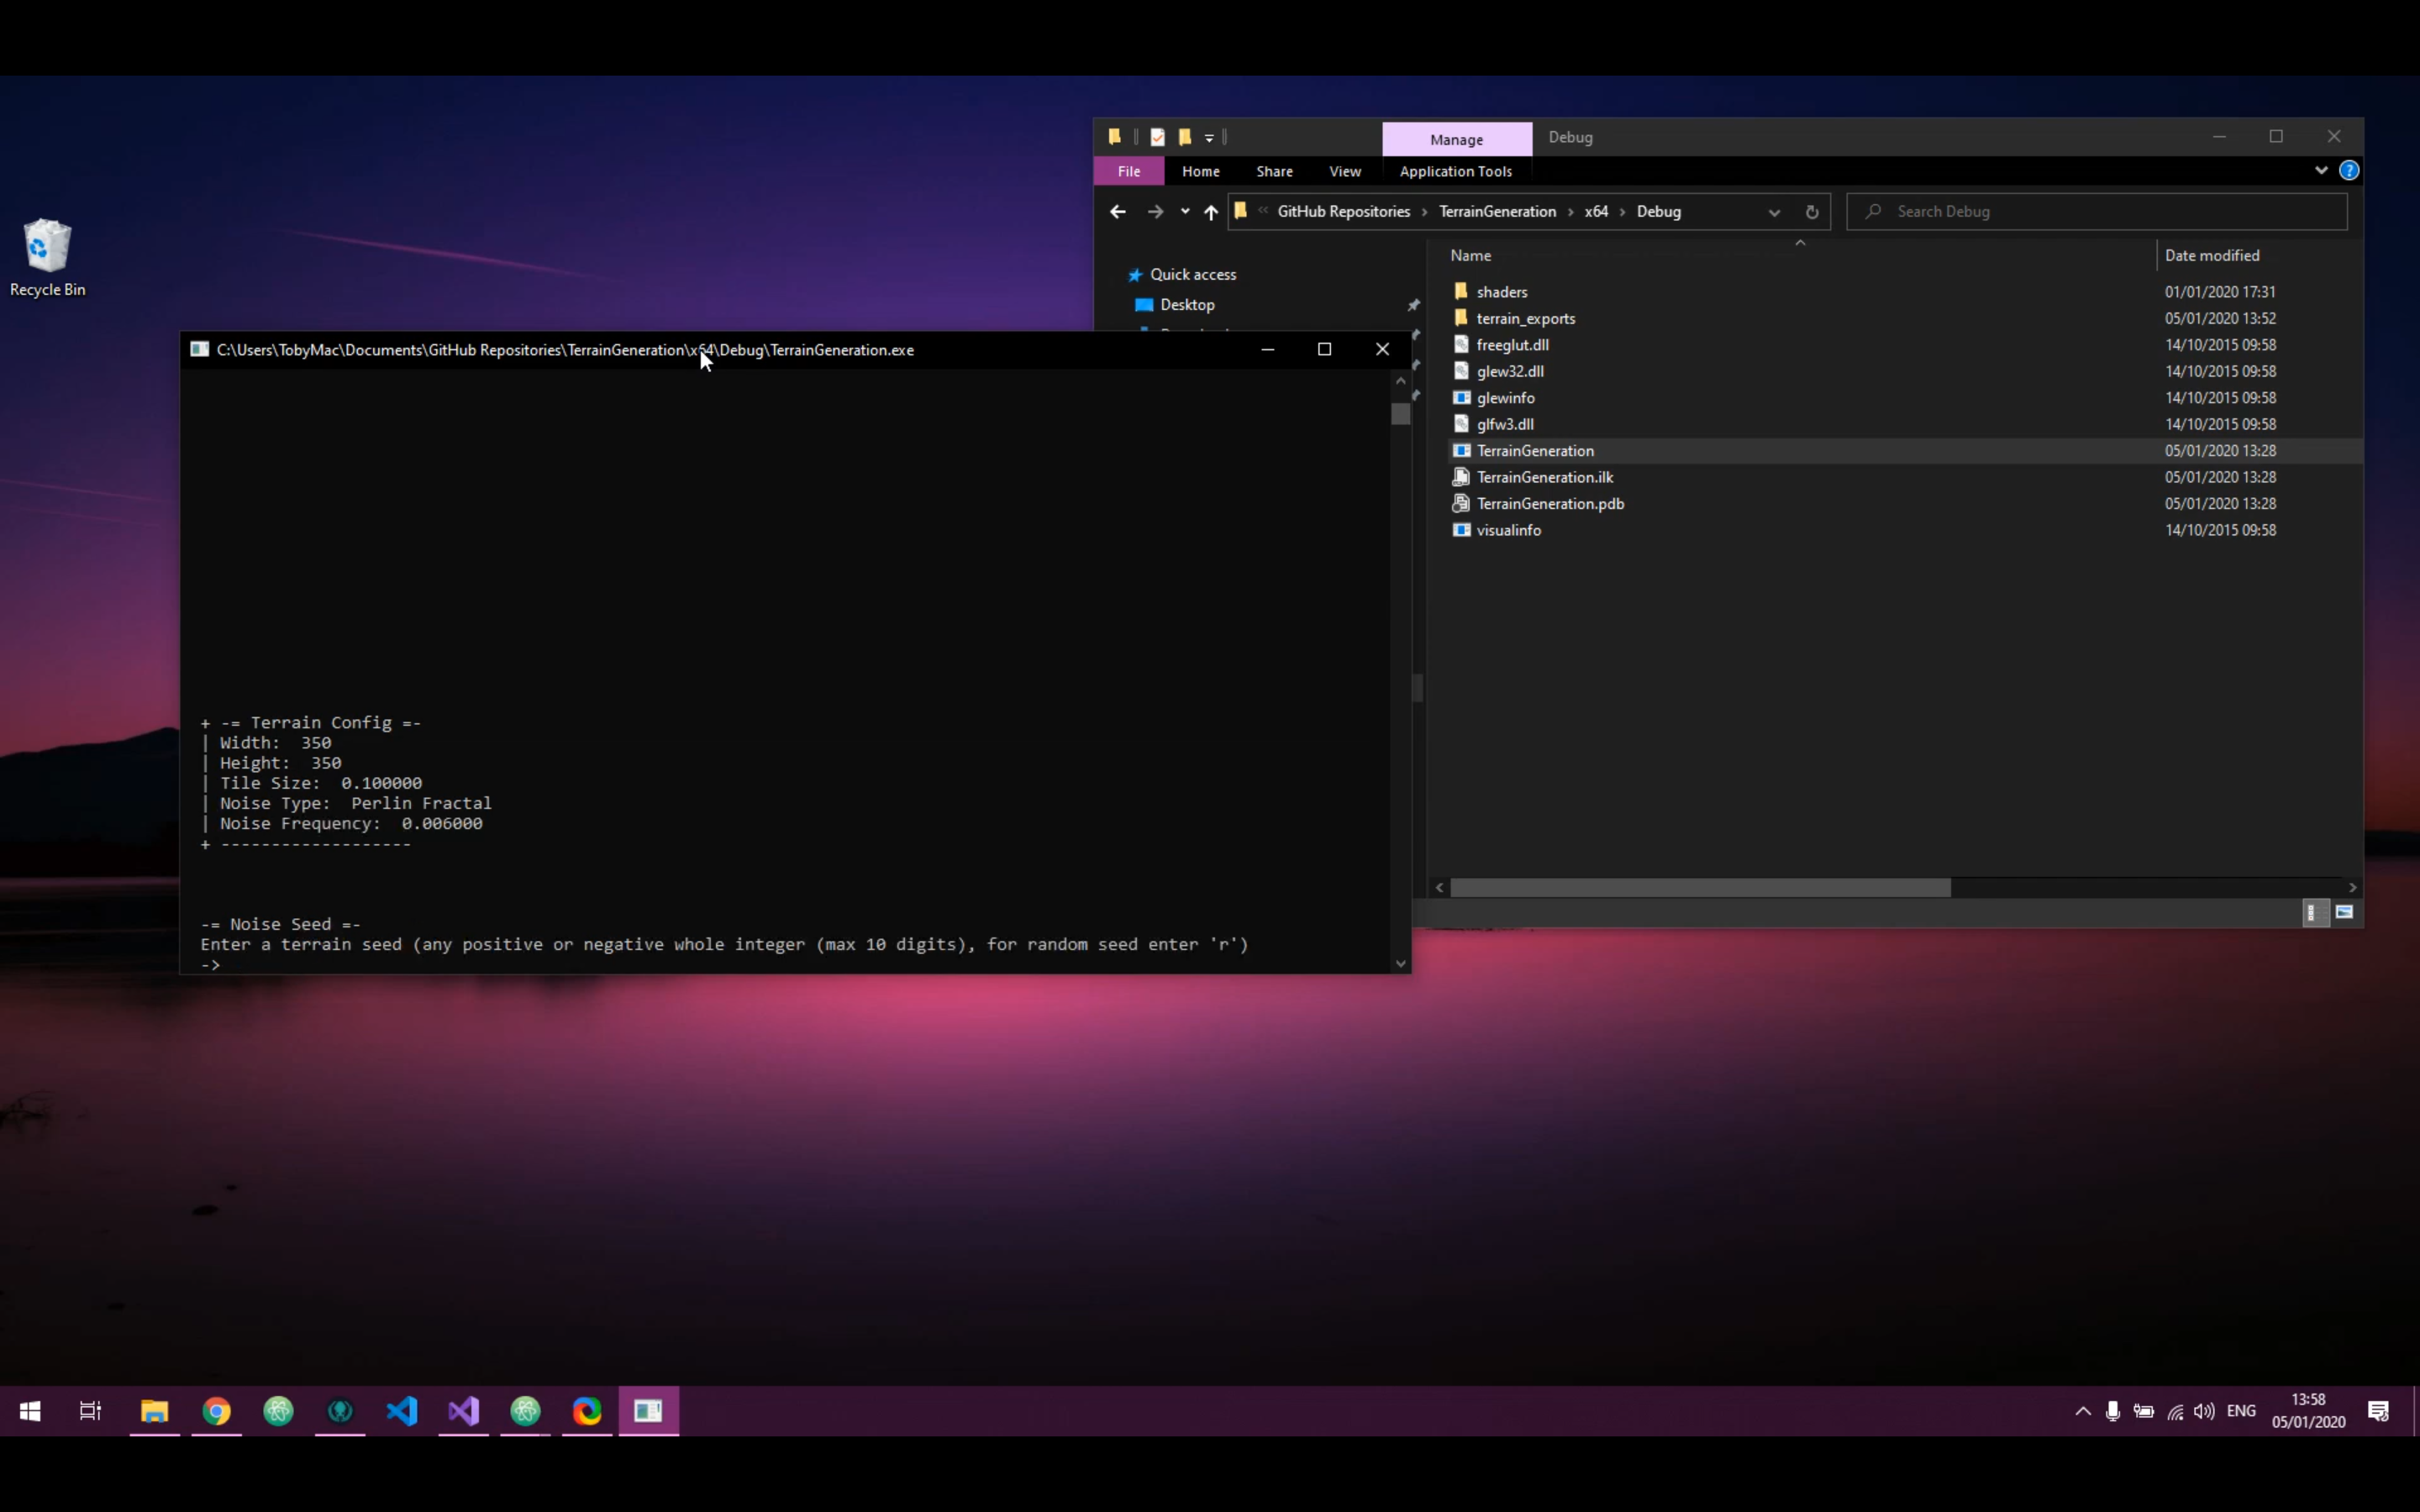 Manage
Debug
File
Home
Share
View
Application Tools
?
« GitHub Repositories › TerrainGeneration › x64 › Debug
Search Debug
Name
Date modified
Quick access
Desktop
shaders 01/01/2020 17:31
terrain_exports 05/01/2020 13:52
freeglut.dll 14/10/2015 09:58
glew32.dll 14/10/2015 09:58
glewinfo 14/10/2015 09:58
glfw3.dll 14/10/2015 09:58
TerrainGeneration 05/01/2020 13:28
TerrainGeneration.ilk 05/01/2020 13:28
TerrainGeneration.pdb 05/01/2020 13:28
visualinfo 14/10/2015 09:58
Recycle Bin
C:\Users\TobyMac\Documents\GitHub Repositories\TerrainGeneration\x64\Debug\TerrainGeneration.exe
+ -= Terrain Config =-
| Width:  350
| Height:  350
| Tile Size:  0.100000
| Noise Type:  Perlin Fractal
| Noise Frequency:  0.006000
+ -------------------
-= Noise Seed =-
Enter a terrain seed (any positive or negative whole integer (max 10 digits), for random seed enter 'r')
->
ENG
13:58
05/01/2020